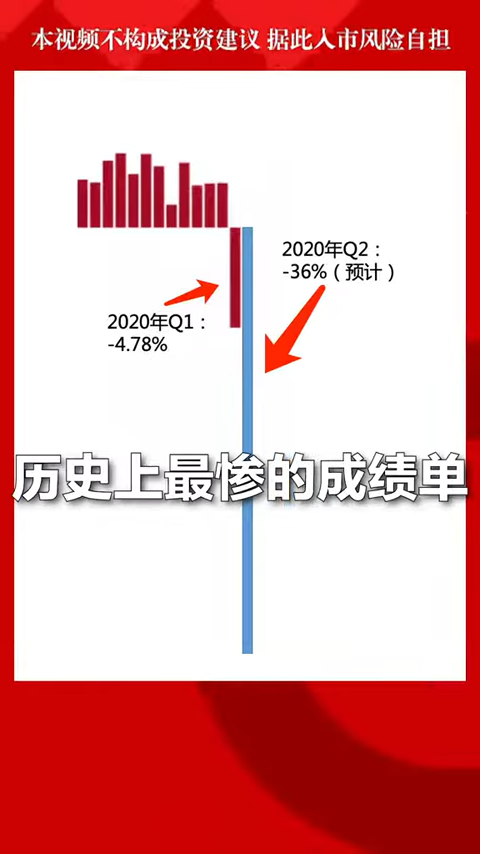 本视频不构成投资建议 据此入市风险自担
2020年Q2：
-36%（预计）
2020年Q1：
-4.78%
历史上最惨的成绩单